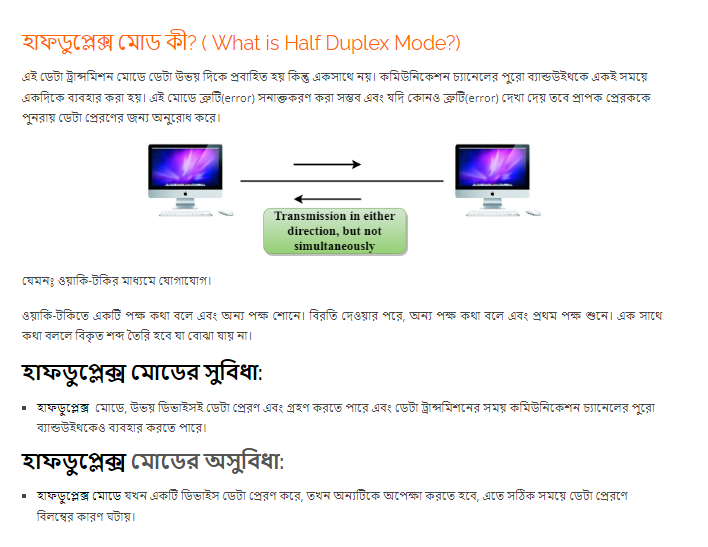 হাফডুপ্লেক্স মোড কী? ( What is Half Duplex Mode?)
এই ডেটা ট্রান্সমিশন মোডে ডেটা উভয় দিকে প্রবাহিত হয় কিন্তু একসাথে নয়। কমিউনিকেশন চ্যানেলের পুরো ব্যান্ডউইথকে একই সময়ে
একদিকে ব্যবহার করা হয়। এই মোডে ত্রুটি(error) সনাক্তকরণ করা সম্ভব এবং যদি কোনও ত্রুটি(error) দেখা দেয় তবে প্রাপক প্রেরককে
পুনরায় ডেটা প্রেরণের জন্য অনুরোধ করে।
Transmission in either
direction, but not
simultaneously
যেমনঃ ওয়াকি-টকির মাধ্যমে যোগাযোগ।
ওয়াকি-টকিতে একটি পক্ষ কথা বলে এবং অন্য পক্ষ শোনে। বিরতি দেওয়ার পরে, অন্য পক্ষ কথা বলে এবং প্রথম পক্ষ শুনে। এক সাথে
কথা বললে বিকৃত শব্দ তৈরি হবে যা বোঝা যায় না।
হাফডুপ্লেক্স মোডের সুবিধা:
▪ হাফডুপ্লেক্স মোডে, উভয় ডিভাইসই ডেটা প্রেরণ এবং গ্রহণ করতে পারে এবং ডেটা ট্রান্সমিশনের সময় কমিউনিকেশন চ্যানেলের পুরো
ব্যান্ডউইথকেও ব্যবহার করতে পারে।
হাফডুপ্লেক্স মোডের অসুবিধা:
▪ হাফডুপ্লেক্স মোডে যখন একটি ডিভাইস ডেটা প্রেরণ করে, তখন অন্যটিকে অপেক্ষা করতে হবে, এতে সঠিক সময়ে ডেটা প্রেরণে
বিলম্বের কারণ ঘটায়।